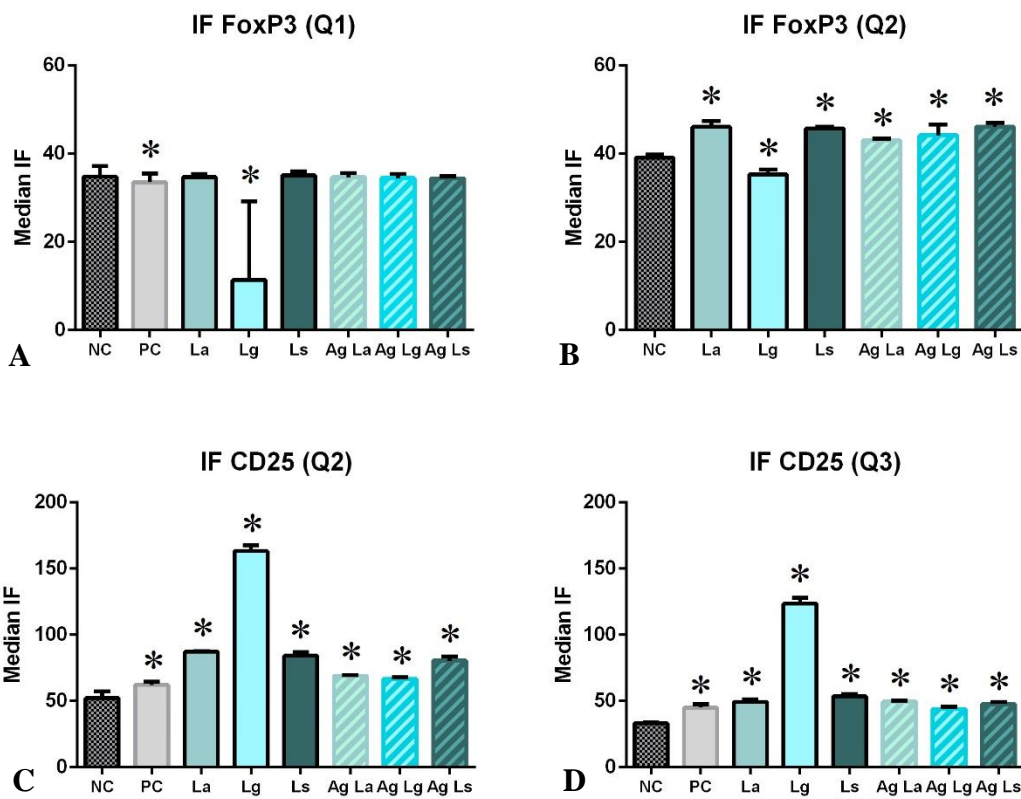 IF FoxP3 (Q1)
Median IF
60
40
20
0
* *
NC PC La Lg Ls Ag La Ag Lg Ag Ls
A
IF FoxP3 (Q2)
Median IF
60
40
20
0
* * * * * *
NC La Lg Ls Ag La Ag Lg Ag Ls
B
IF CD25 (Q2)
Median IF
200
150
100
50
0
* * * * * * *
NC PC La Lg Ls Ag La Ag Lg Ag Ls
C
IF CD25 (Q3)
Median IF
200
150
100
50
0
* * * * * * *
NC PC La Lg Ls Ag La Ag Lg Ag Ls
D